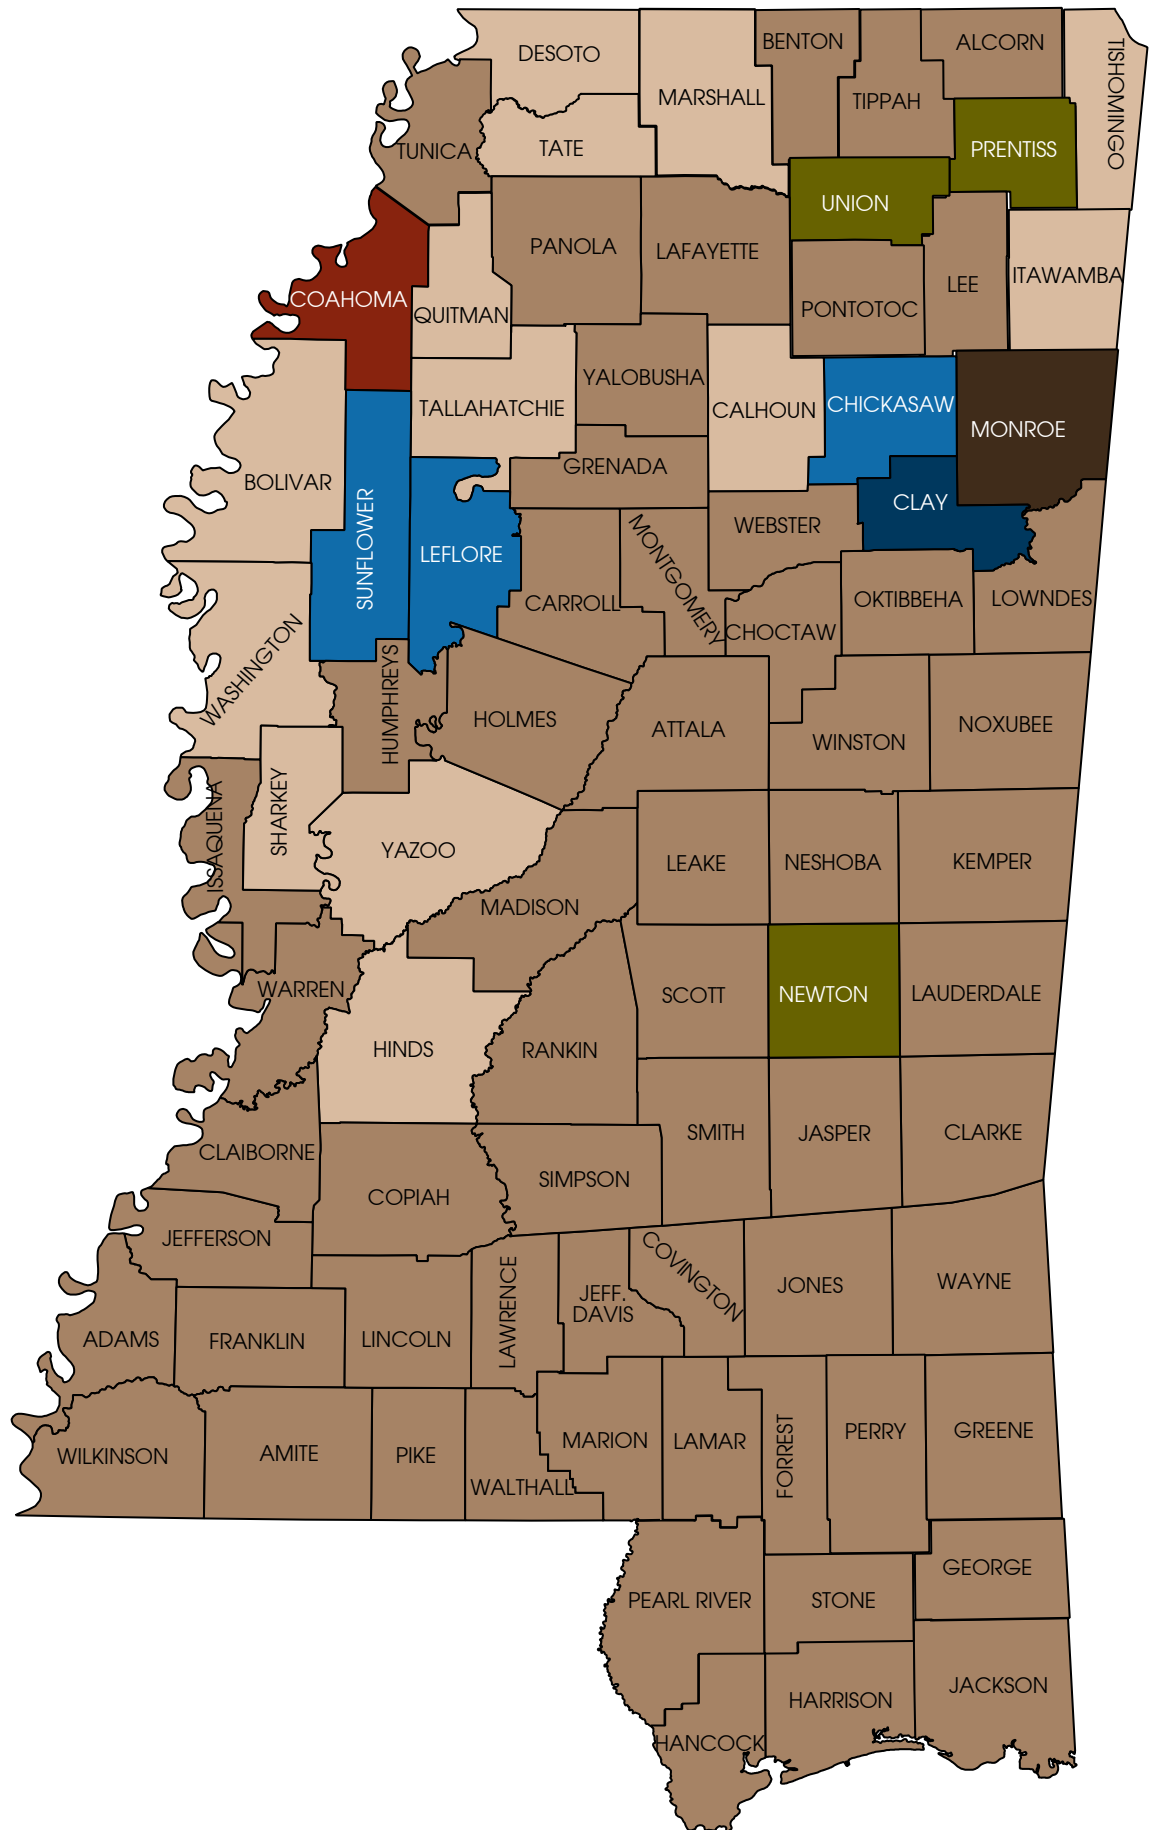 DESOTO
BENTON
ALCORN
TISHOMINGO
MARSHALL
TIPPAH
TUNICA
TATE
PRENTISS
UNION
PANOLA
LAFAYETTE
ITAWAMBA
LEE
COAHOMA
QUITMAN
PONTOTOC
YALOBUSHA
TALLAHATCHIE
CALHOUN
CHICKASAW
MONROE
GRENADA
BOLIVAR
CLAY
WEBSTER
SUNFLOWER
LEFLORE
MONTGOMERY
CARROLL
OKTIBBEHA
LOWNDES
CHOCTAW
WASHINGTON
HUMPHREYS
HOLMES
ATTALA
WINSTON
NOXUBEE
ISSAQUENA
SHARKEY
YAZOO
LEAKE
NESHOBA
KEMPER
MADISON
WARREN
SCOTT
NEWTON
LAUDERDALE
HINDS
RANKIN
SMITH
JASPER
CLARKE
CLAIBORNE
SIMPSON
COPIAH
JEFFERSON
LAWRENCE
JEFF.
DAVIS
COVINGTON
JONES
WAYNE
ADAMS
FRANKLIN
LINCOLN
WILKINSON
AMITE
PIKE
WALTHALL
MARION
LAMAR
FORREST
PERRY
GREENE
GEORGE
PEARL RIVER
STONE
JACKSON
HARRISON
HANCOCK